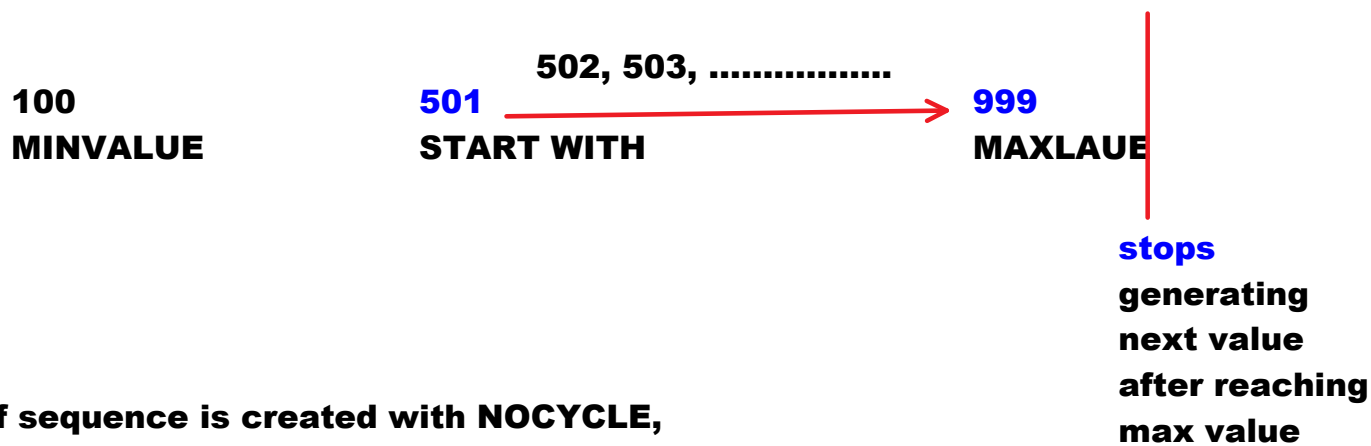 502, 503, .................
100 501 999
MINVALUE START WITH MAXLAUE
stops
generating
next value
after reaching
max value
f sequence is created with NOCYCLE,